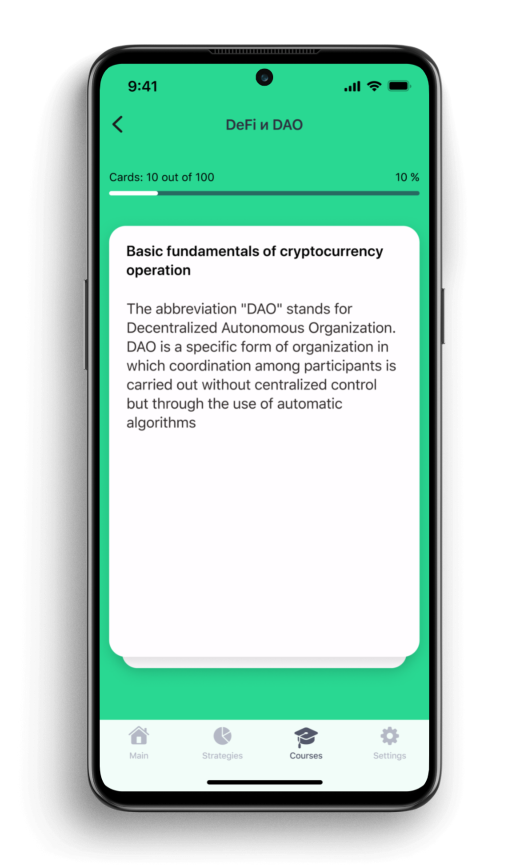 9:41
DeFi и DAO
Cards: 10 out of 100
10 %
Basic fundamentals of cryptocurrency
operation
The abbreviation "DAO" stands for
Decentralized Autonomous Organization.
DAO is a specific form of organization in
which coordination among participants is
carried out without centralized control
but through the use of automatic
algorithms
Main
Strategies
Courses
Settings